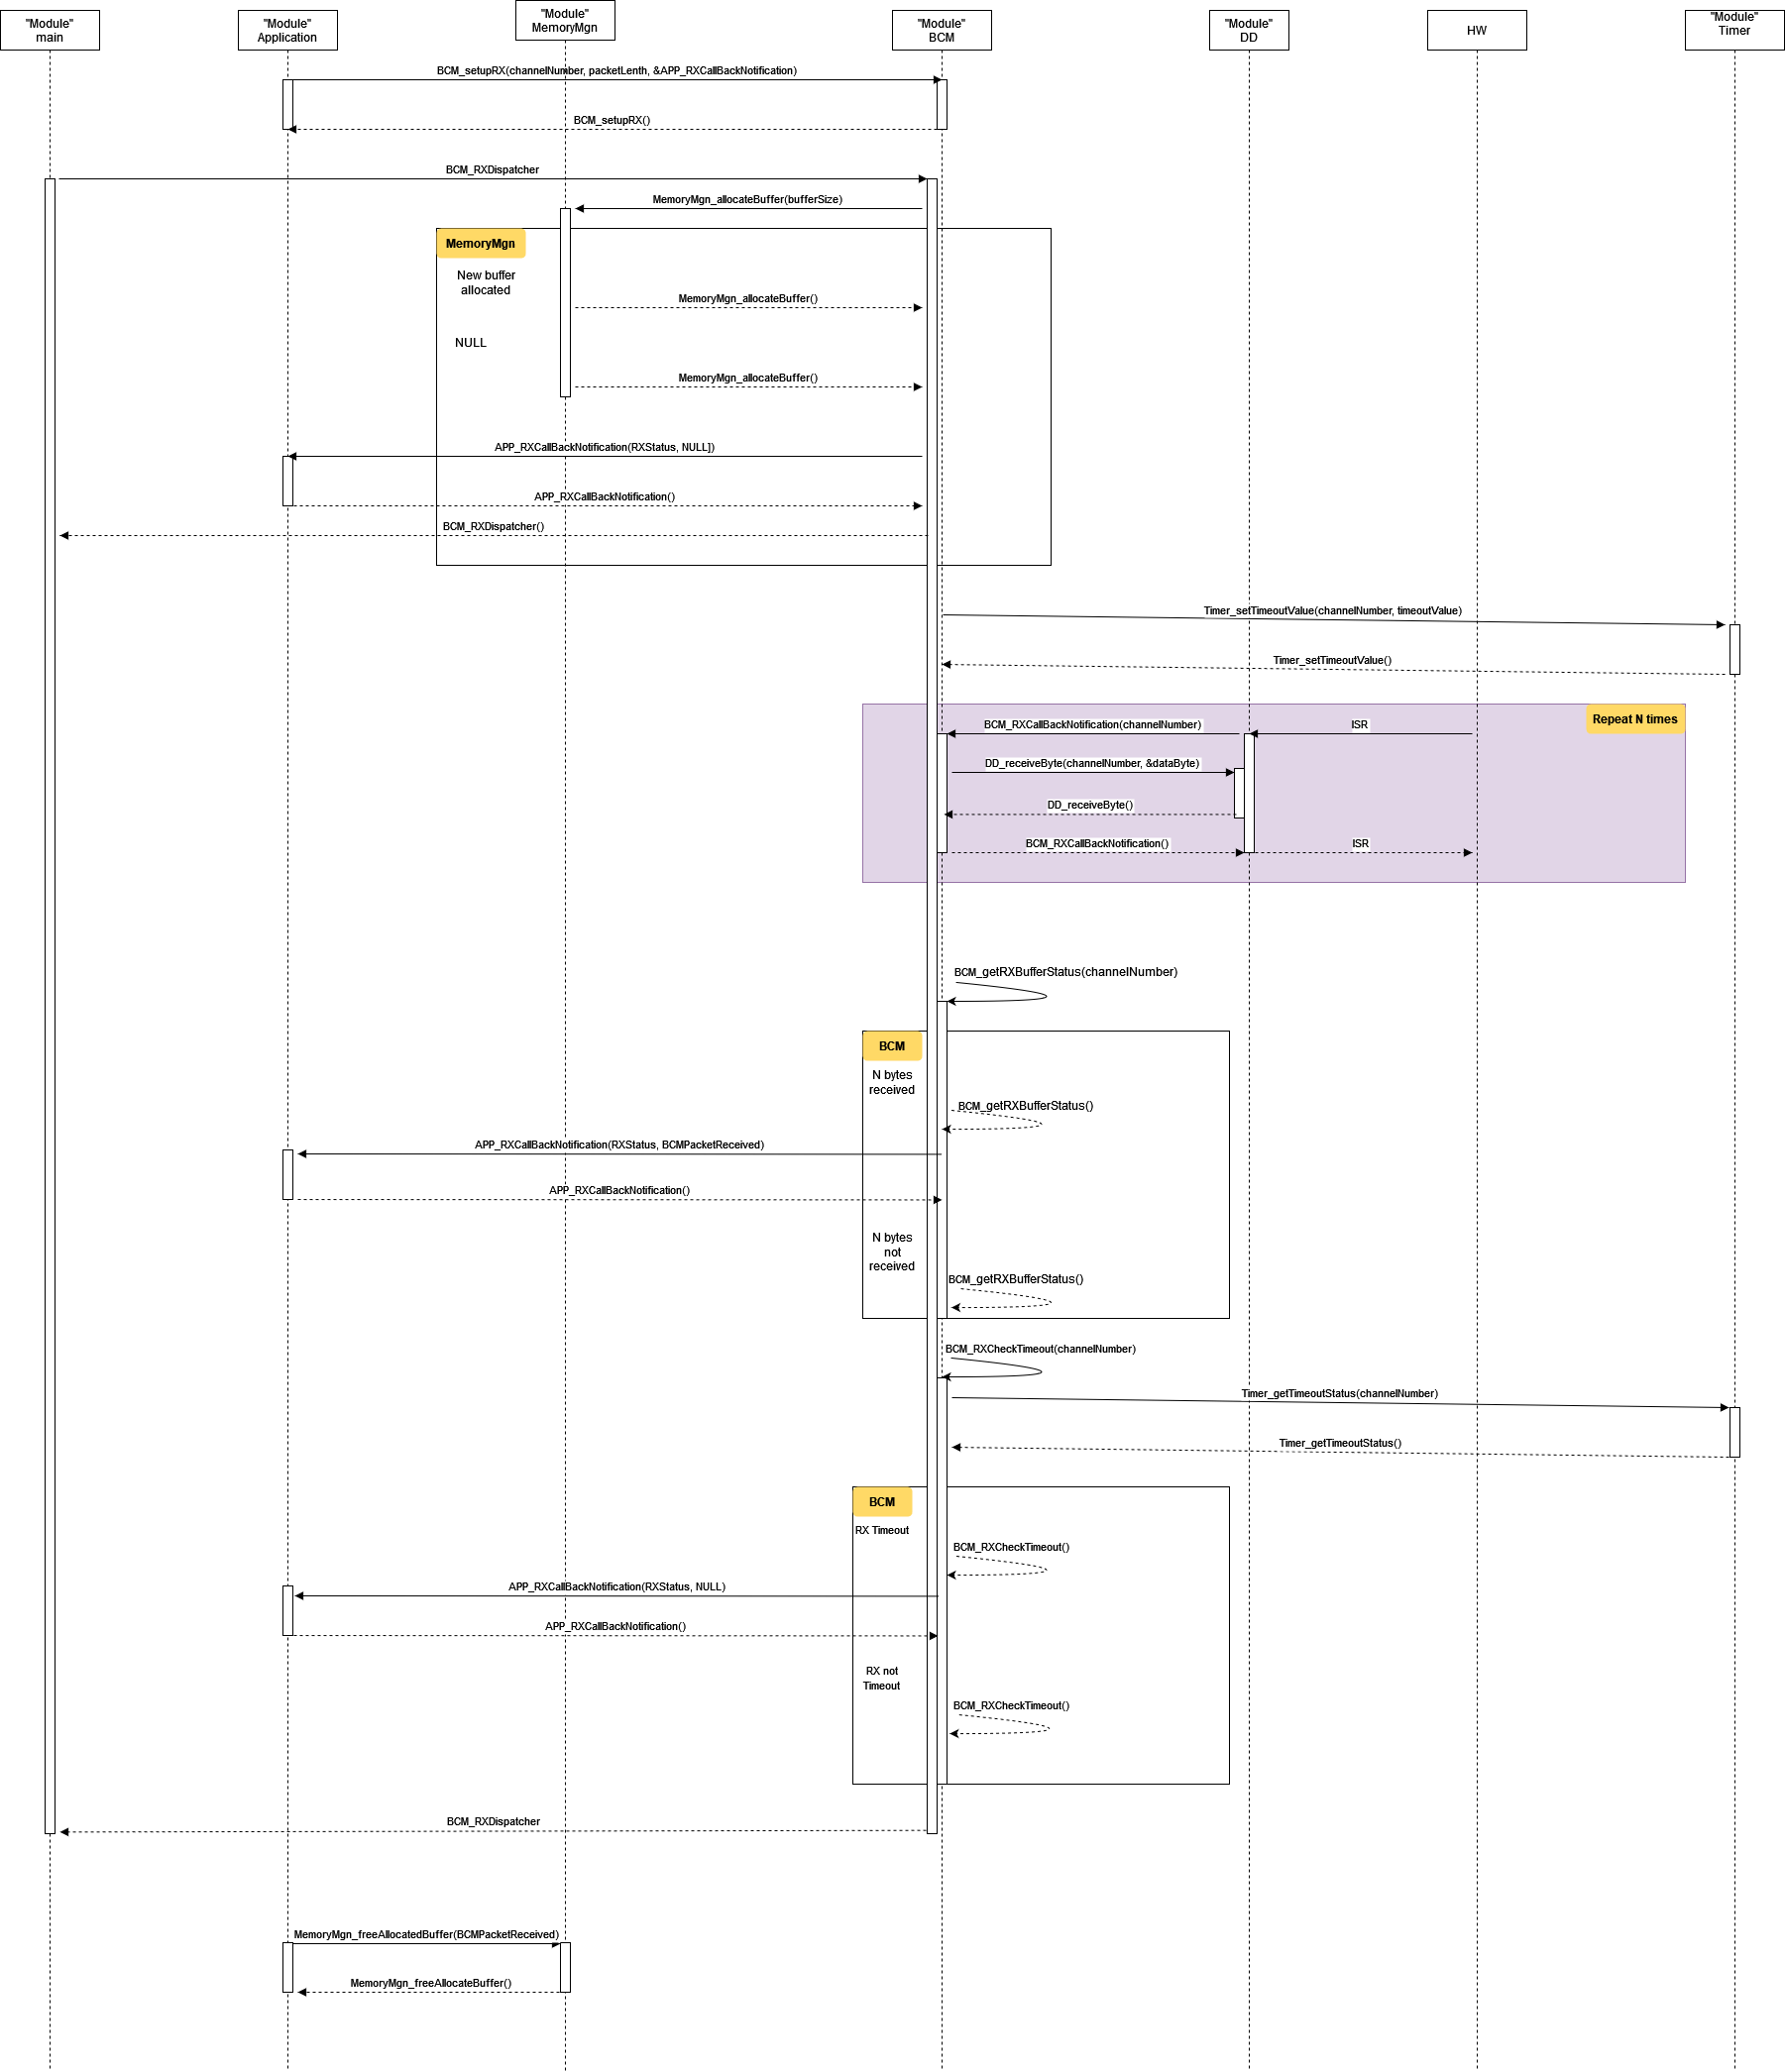 "Module"
main
"Module"
Application
"Module"
MemoryMgn
"Module"
BCM
"Module"
DD
HW
"Module"
Timer
BCM_setupRX(channelNumber, packetLenth, &APP_RXCallBackNotification)
BCM_setupRX()
BCM_RXDispatcher
MemoryMgn_allocateBuffer(bufferSize)
MemoryMgn
New buffer
allocated
MemoryMgn_allocateBuffer()
NULL
MemoryMgn_allocateBuffer()
APP_RXCallBackNotification(RXStatus, NULL])
APP_RXCallBackNotification()
BCM_RXDispatcher()
Timer_setTimeoutValue(channelNumber, timeoutValue)
Timer_setTimeoutValue()
Repeat N times
BCM_RXCallBackNotification(channelNumber)
ISR
DD_receiveByte(channelNumber, &dataByte)
DD_receiveByte()
BCM_RXCallBackNotification()
ISR
BCM_getRXBufferStatus(channelNumber)
BCM
N bytes
received
BCM_getRXBufferStatus()
APP_RXCallBackNotification(RXStatus, BCMPacketReceived)
APP_RXCallBackNotification()
N bytes
not
received
BCM_getRXBufferStatus()
BCM_RXCheckTimeout(channelNumber)
Timer_getTimeoutStatus(channelNumber)
Timer_getTimeoutStatus()
BCM
RX Timeout
BCM_RXCheckTimeout()
APP_RXCallBackNotification(RXStatus, NULL)
APP_RXCallBackNotification()
RX not
Timeout
BCM_RXCheckTimeout()
BCM_RXDispatcher
MemoryMgn_freeAllocatedBuffer(BCMPacketReceived)
MemoryMgn_freeAllocateBuffer()